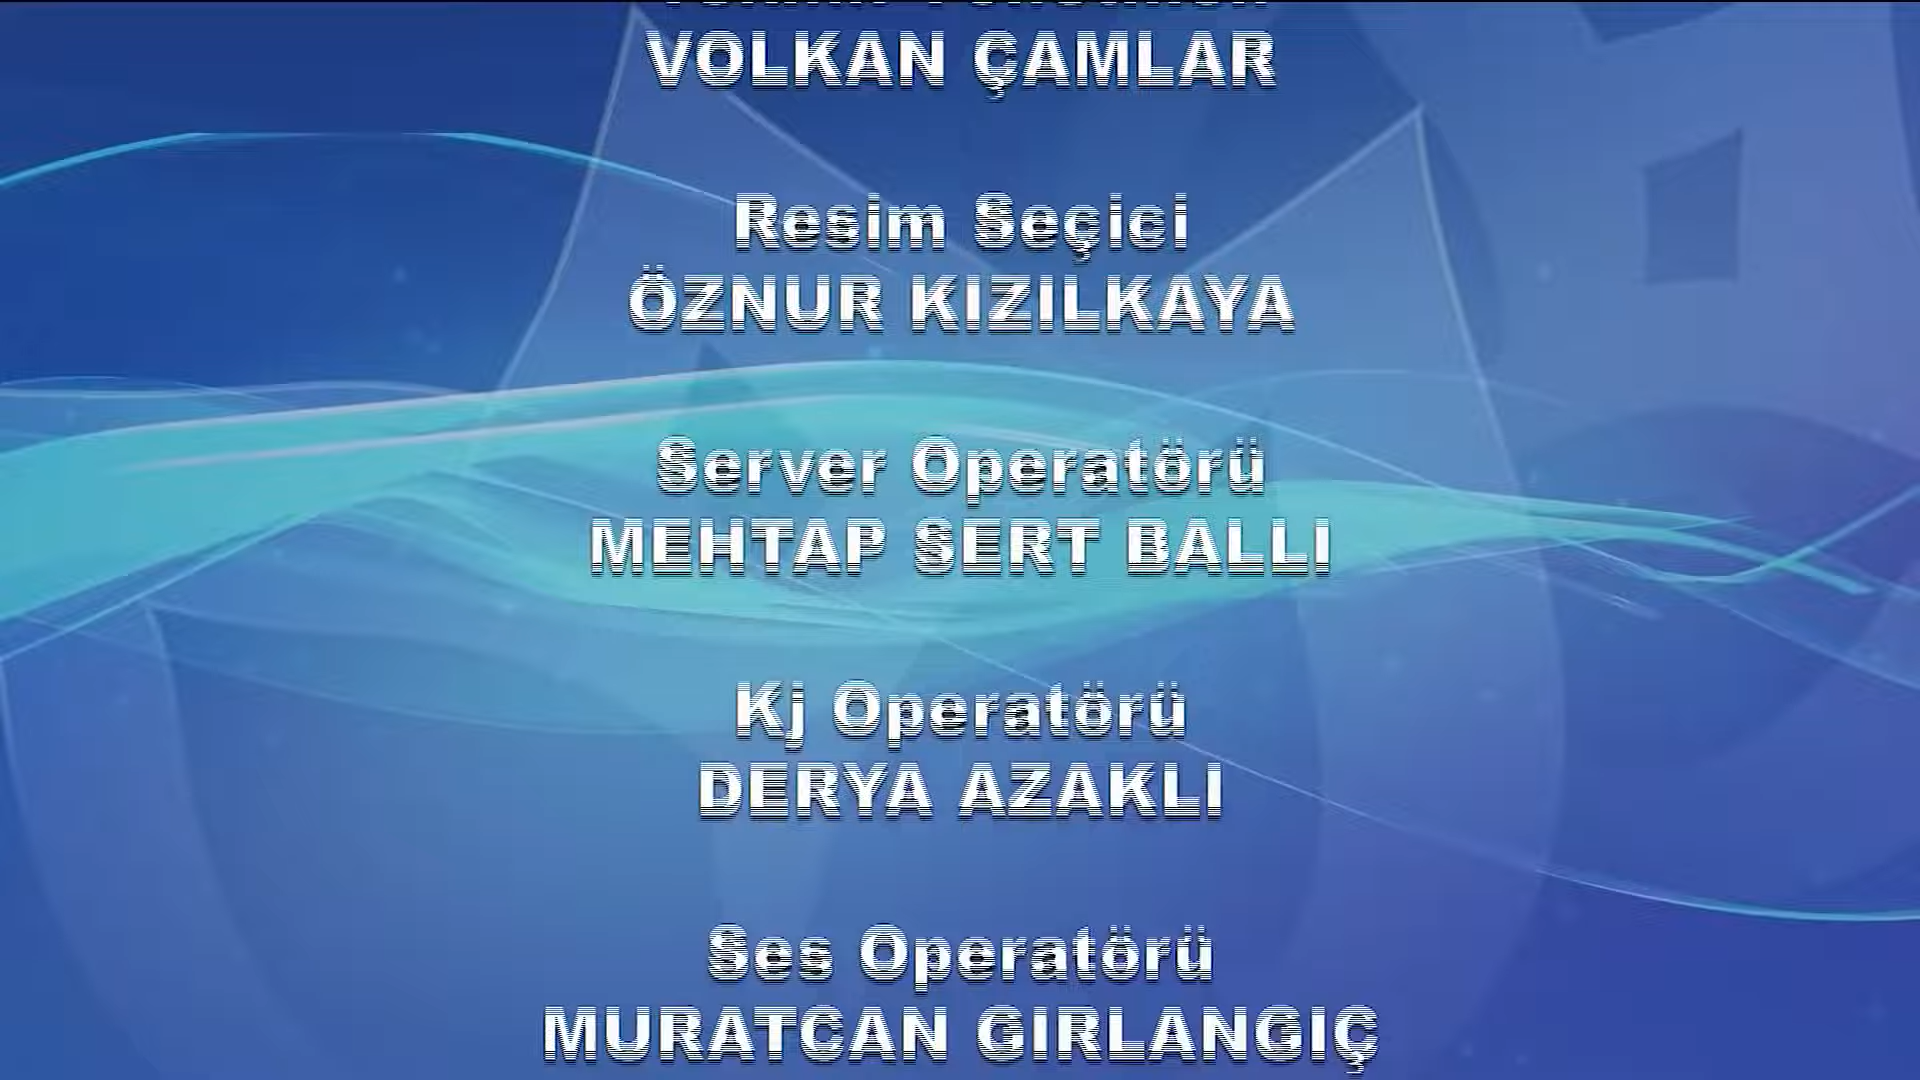 VOLKAN ÇAMLAR
Resim Seçici
ÖZNUR KIZILKAYA
Server Operatörü
MEHTAP SERT BALLI
Kj Operatörü
DERYA AZAKLI
Ses Operatörü
MURATCAN GIRLANGIÇ